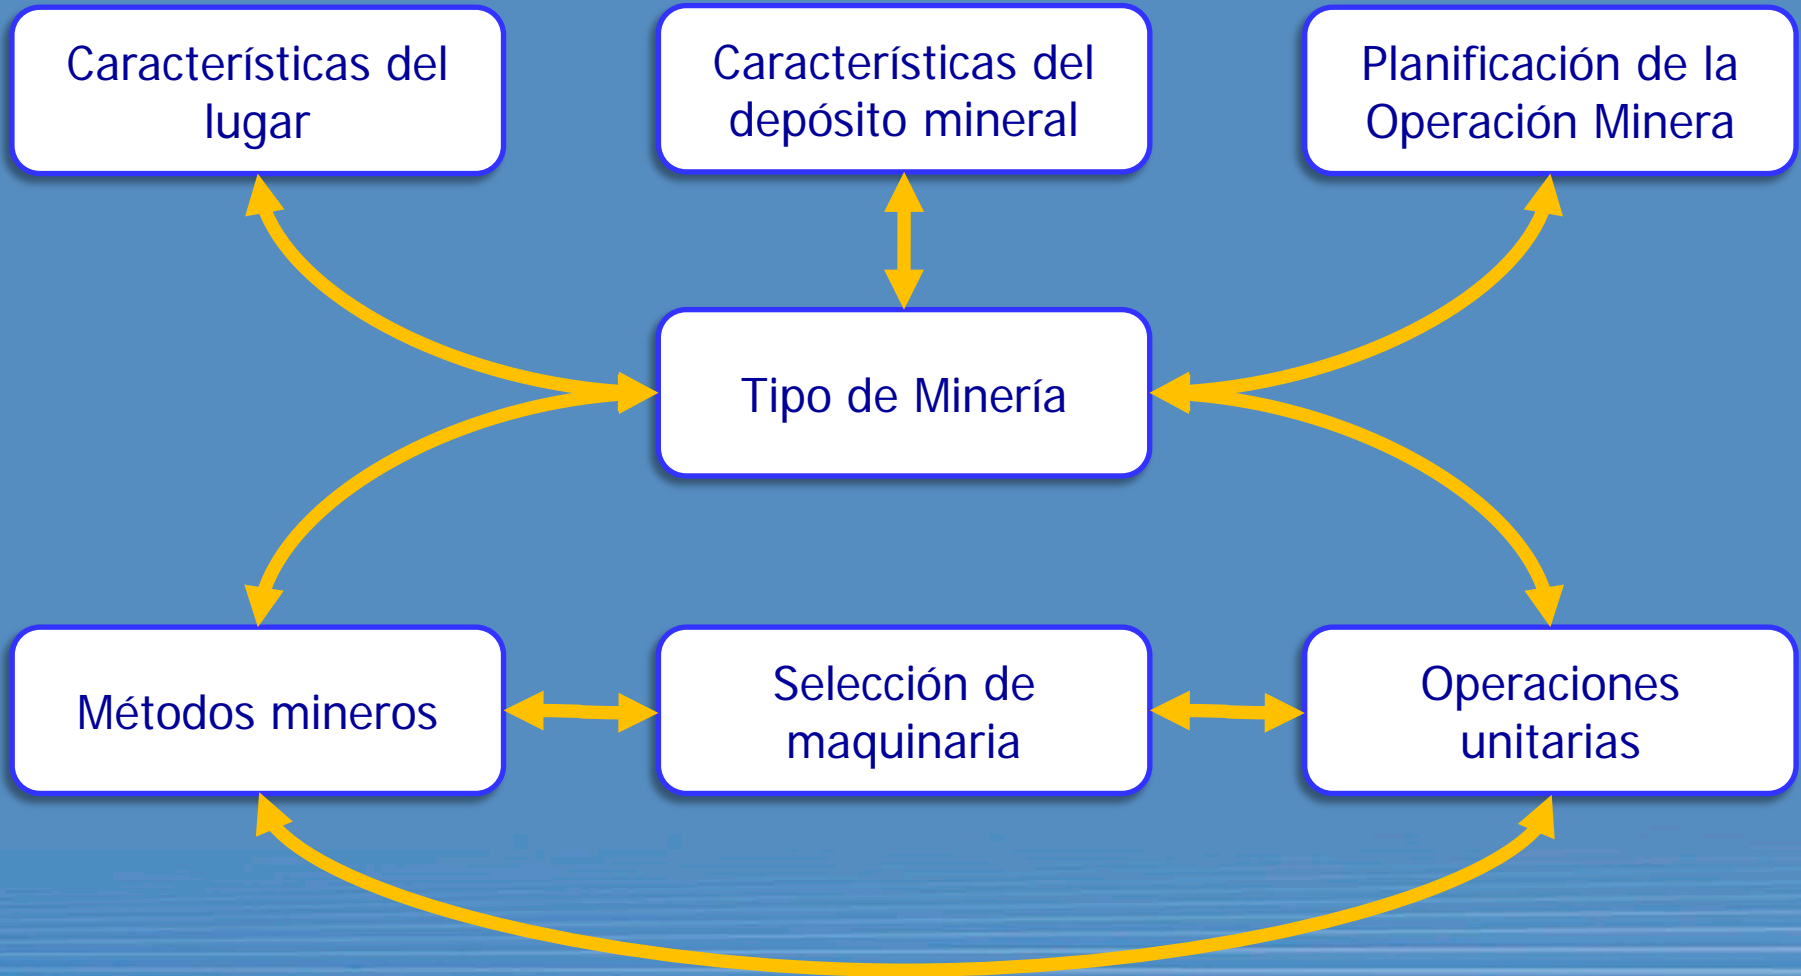 Características del
lugar
Características del
depósito mineral
Planificación de la
Operación Minera
Tipo de Minería
Métodos mineros
Selección de
maquinaria
Operaciones
unitarias